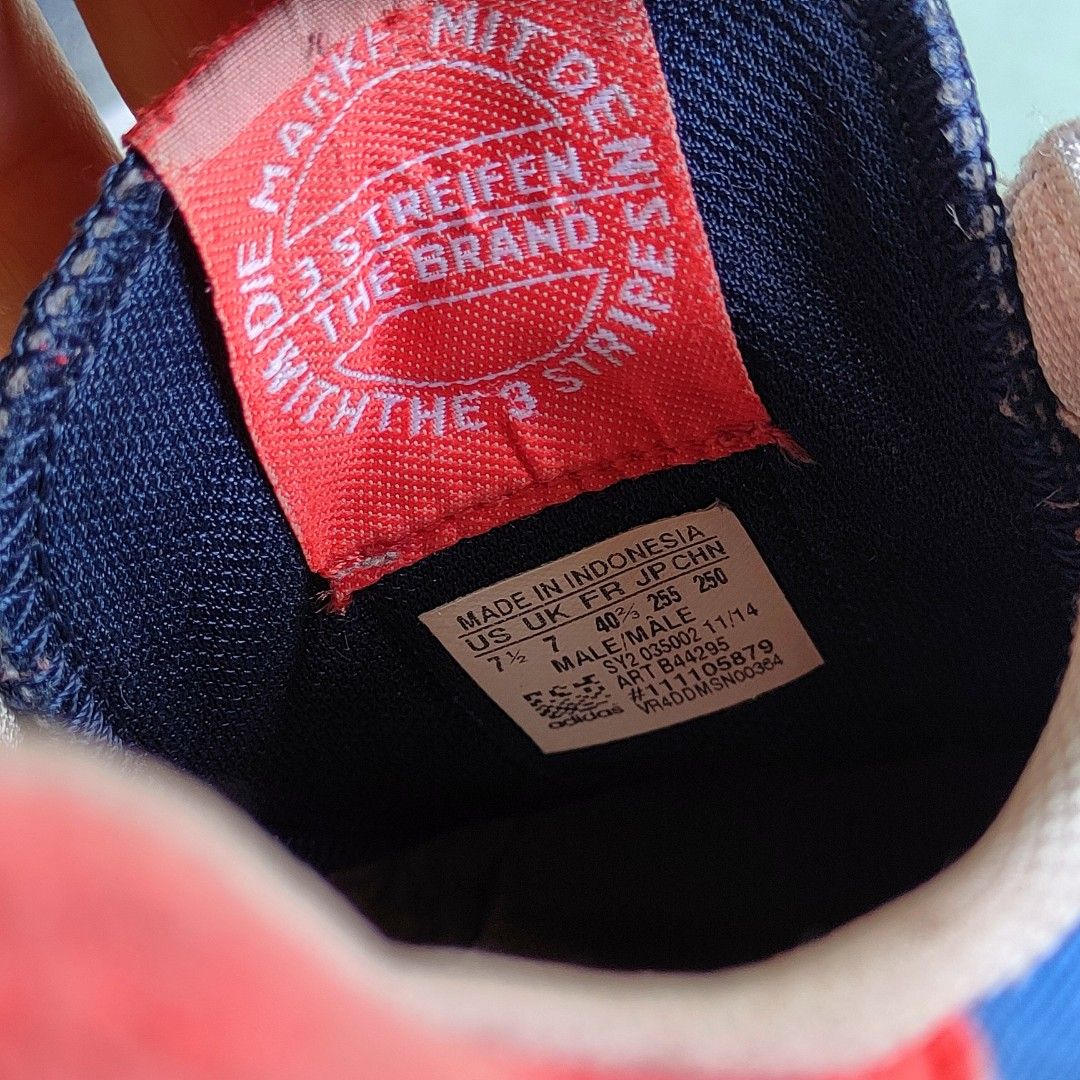 DIE MARKE MIT DEN
3 STREIFEN
THE BRAND
WITH THE 3 STRIPES
MADE IN INDONESIA
US UK FR JP CHN
7½ 7 40⅔ 255 250
MALE/MÂLE
SY2 035002 11/14
ART B44295
#111105879
VR4DDMSN00364
adidas